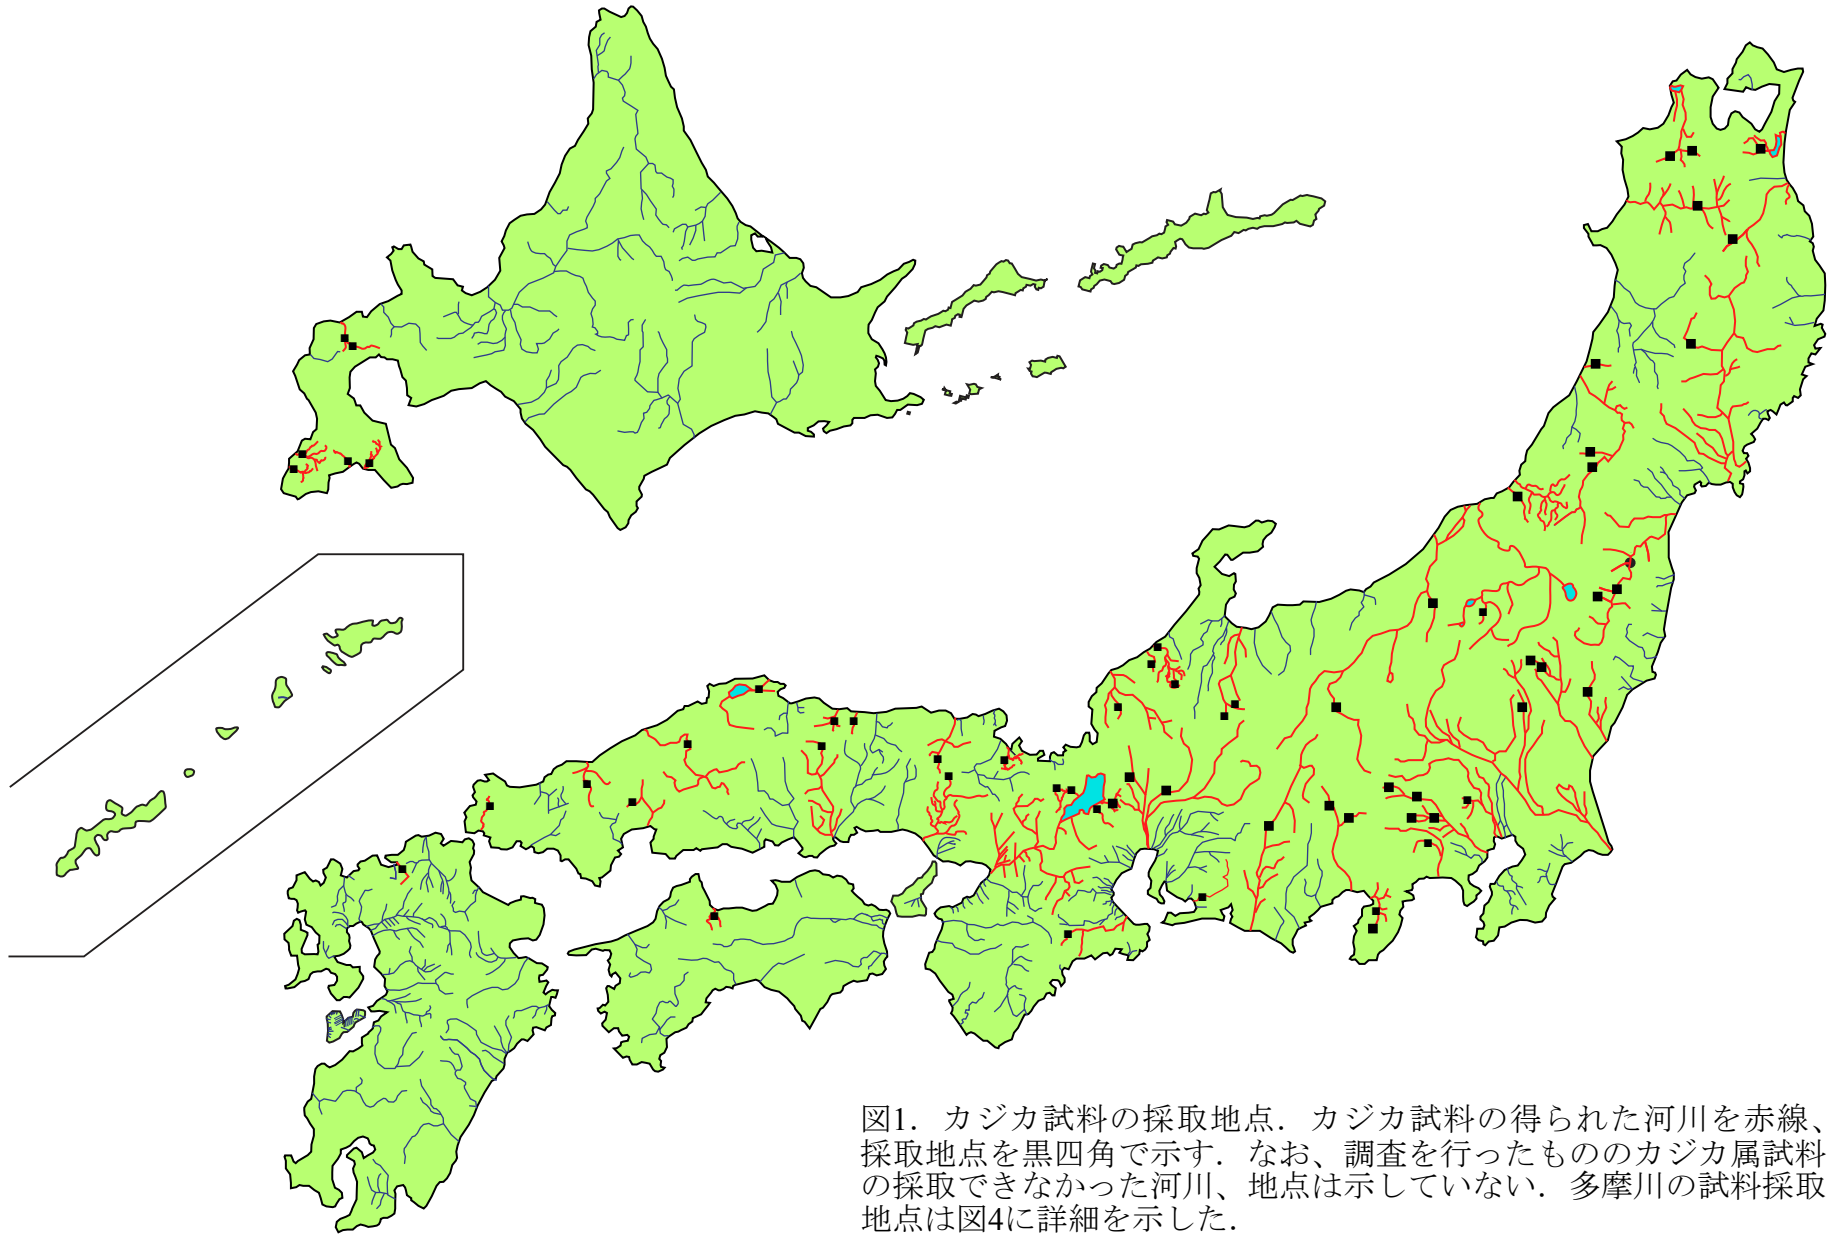 図1．カジカ試料の採取地点．カジカ試料の得られた河川を赤線、
採取地点を黒四角で示す．なお、調査を行ったもののカジカ属試料
の採取できなかった河川、地点は示していない．多摩川の試料採取
地点は図4に詳細を示した．